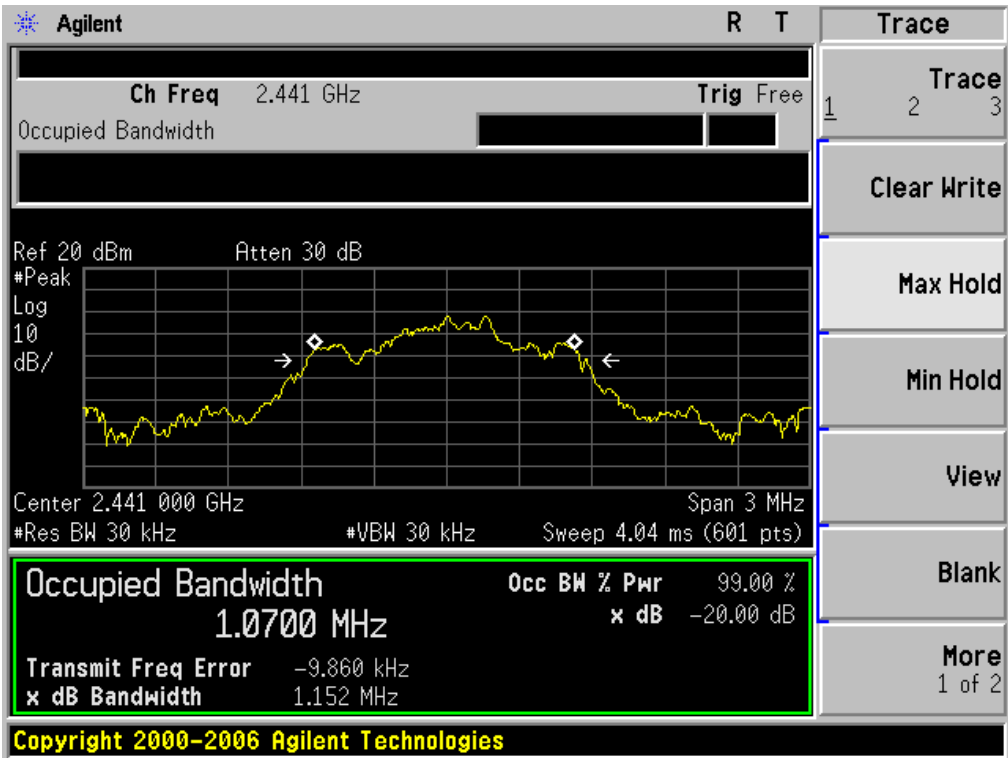 Agilent R T
Ch Freq 2.441 GHz Trig Free
Occupied Bandwidth
Ref 20 dBm Atten 30 dB
#Peak
Log
10
dB/
Center 2.441 000 GHz Span 3 MHz
#Res BW 30 kHz #VBW 30 kHz Sweep 4.04 ms (601 pts)
Occupied Bandwidth Occ BW % Pwr 99.00 %
1.0700 MHz x dB -20.00 dB
Transmit Freq Error -9.860 kHz
x dB Bandwidth 1.152 MHz
Copyright 2000-2006 Agilent Technologies
Trace
Trace
1 2 3
Clear Write
Max Hold
Min Hold
View
Blank
More
1 of 2